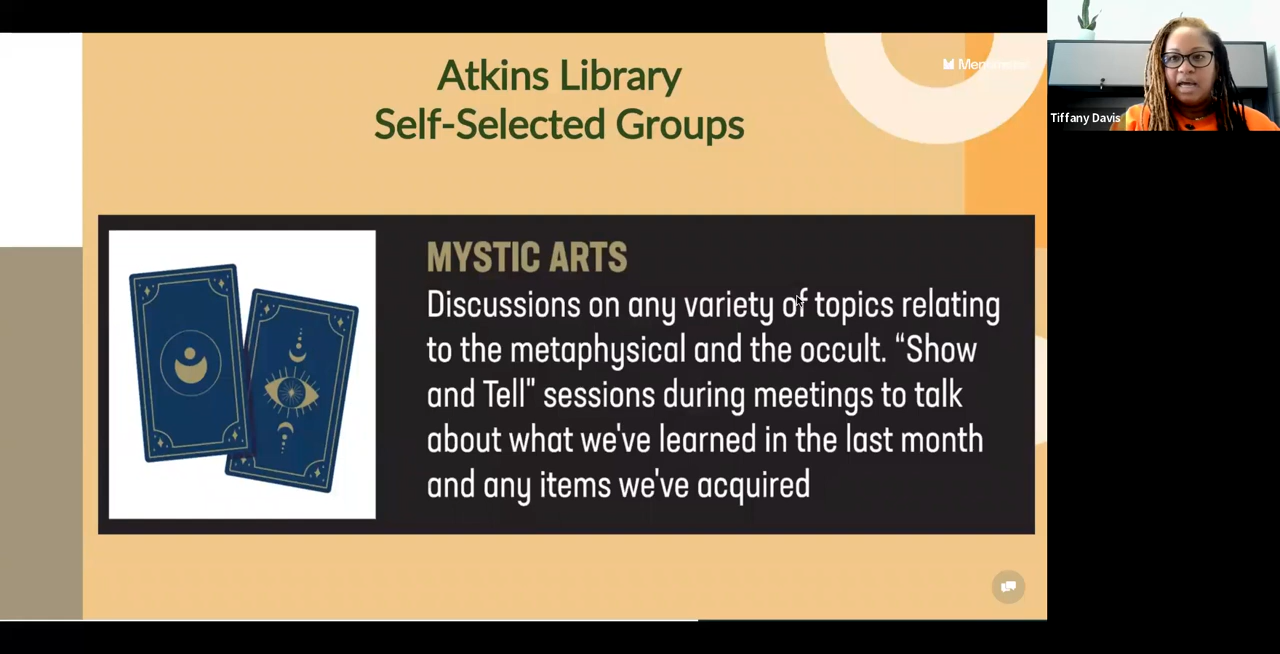 Atkins Library
Self-Selected Groups
MYSTIC ARTS
Discussions on any variety of topics relating
to the metaphysical and the occult. “Show
and Tell" sessions during meetings to talk
about what we've learned in the last month
and any items we've acquired
Tiffany Davis